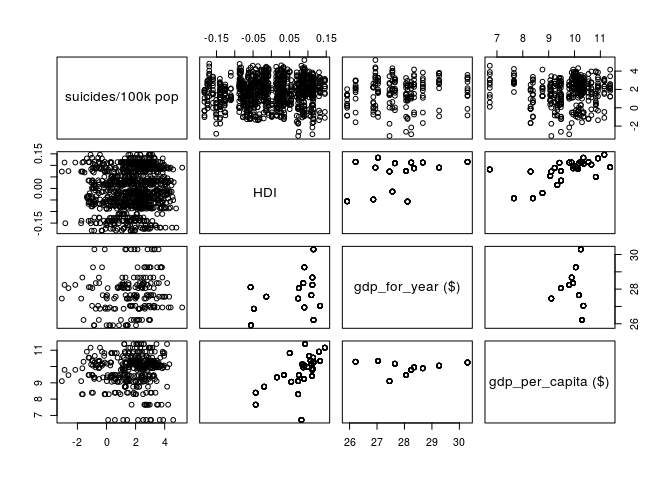 -0.15 -0.05 0.05 0.15 7 8 9 10 11
suicides/100k pop
-2 0 2 4
-0.15 0.00 0.15
HDI
gdp_for_year ($)
26 28 30
7 8 9 10 11
gdp_per_capita ($)
-2 0 2 4 26 27 28 29 30